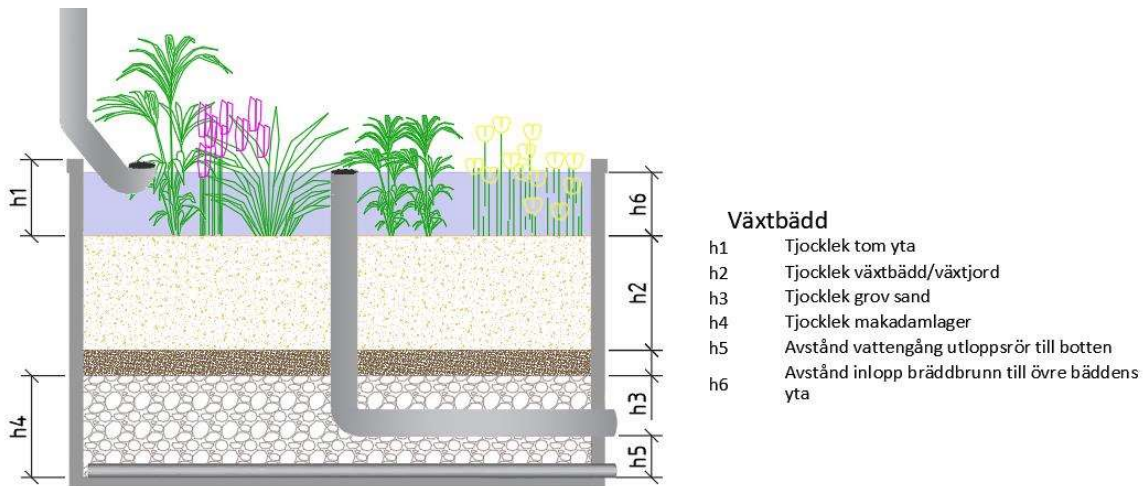 h1
h4
h6
h2
h3
h5
Växtbädd
h1 Tjocklek tom yta
h2 Tjocklek växtbädd/växtjord
h3 Tjocklek grov sand
h4 Tjocklek makadamlager
h5 Avstånd vattengång utloppsrör till botten
h6 Avstånd inlopp bräddbrunn till övre bäddens
yta